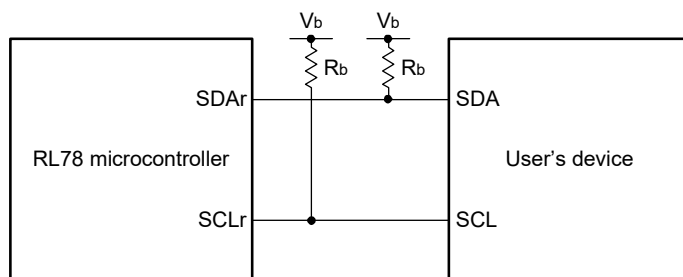 Vb Vb
Rb Rb
SDAr SDA
RL78 microcontroller User's device
SCLr SCL